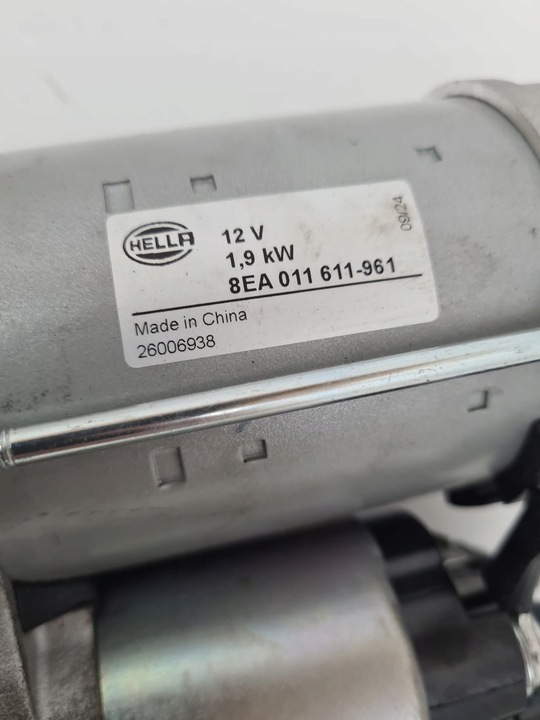 HELLA
12 V
1,9 kW
8EA 011 611-961
09/24
Made in China
26006938